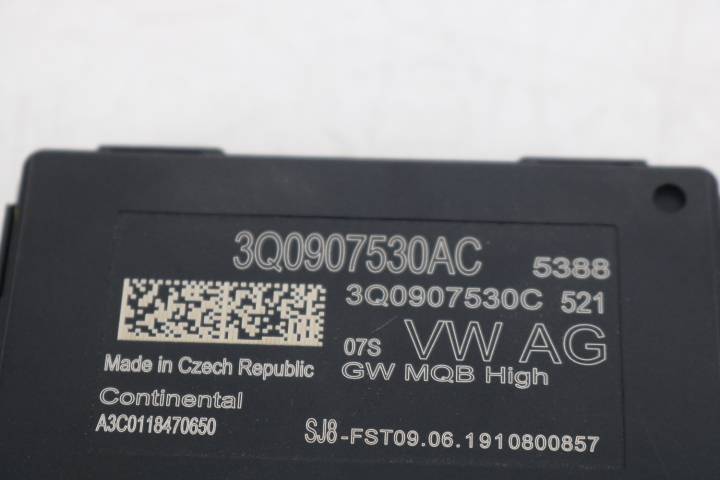 3Q0907530AC 5388
3Q0907530C 521
07S VW AG
Made in Czech Republic GW MQB High
Continental
A3C0118470650 SJ8-FST09.06.1910800857